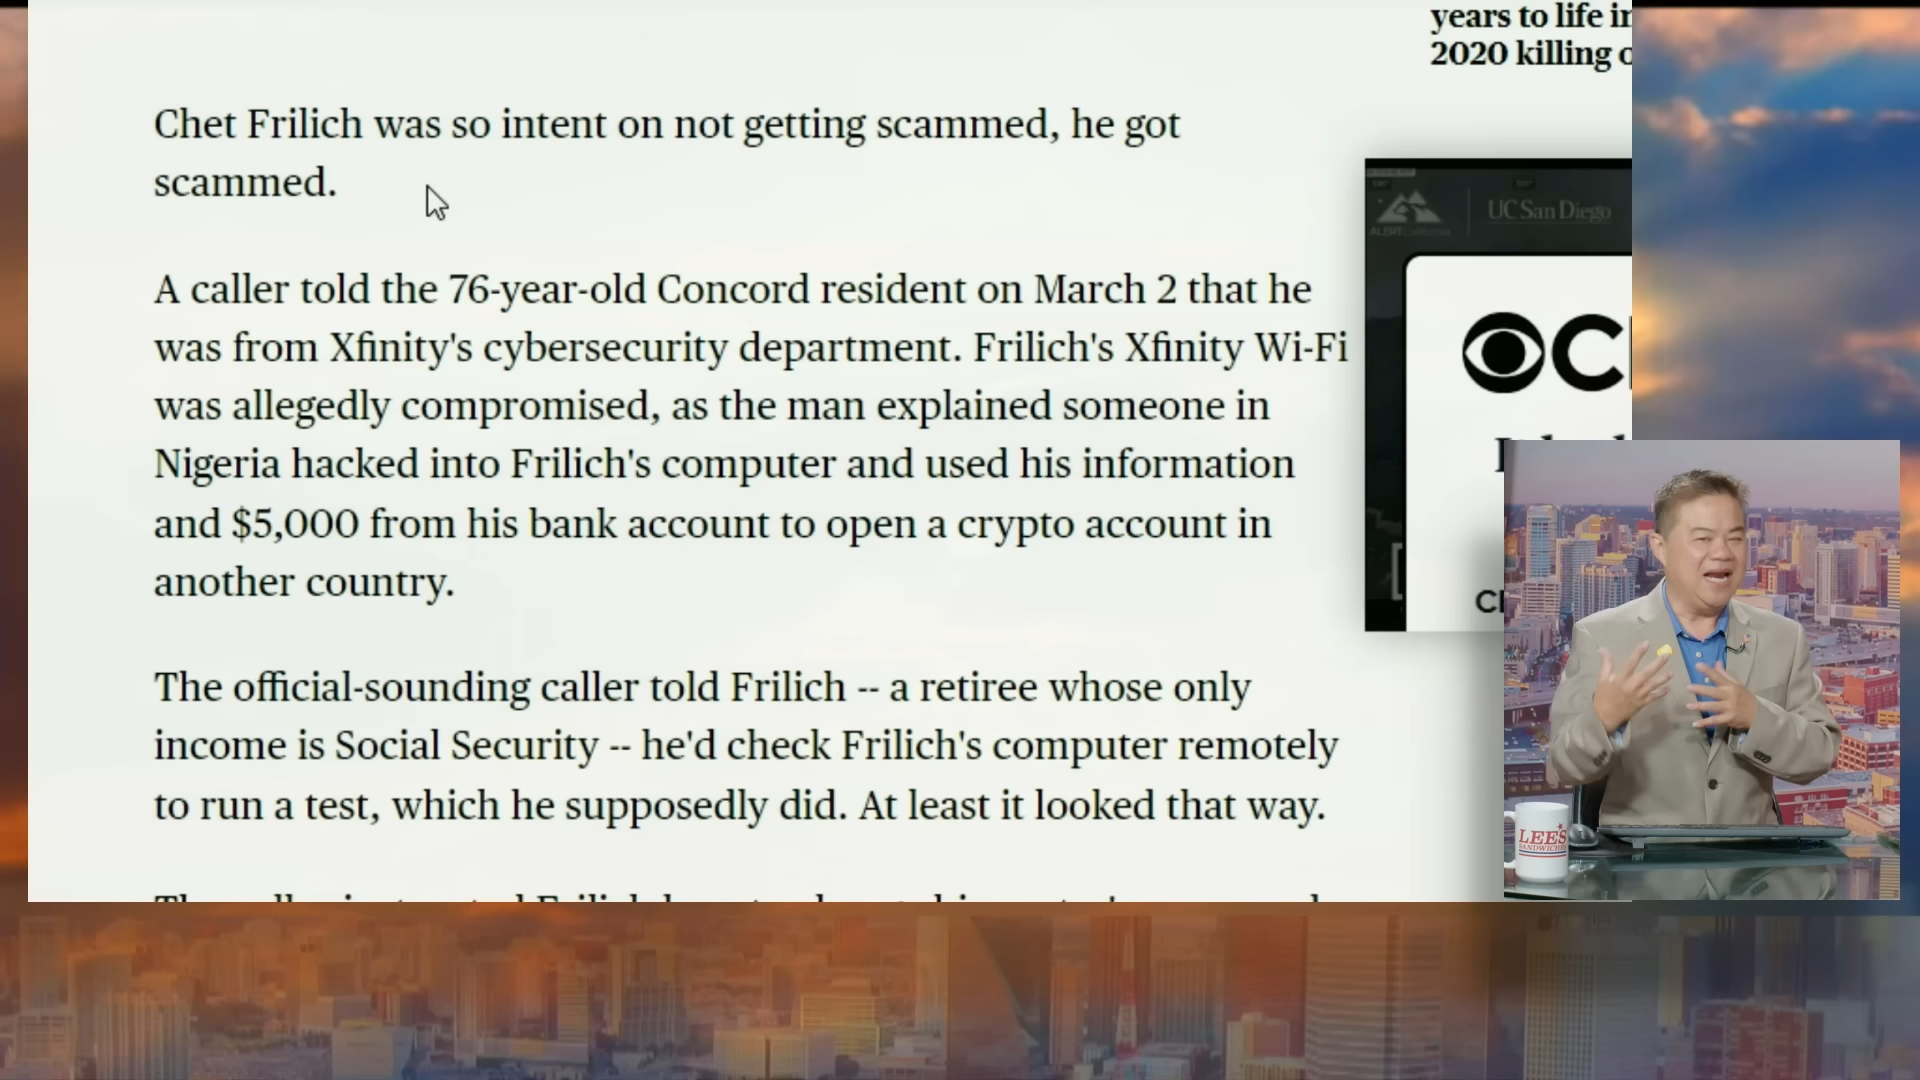 years to life in
2020 killing o
Chet Frilich was so intent on not getting scammed, he got
scammed.
A caller told the 76-year-old Concord resident on March 2 that he
was from Xfinity's cybersecurity department. Frilich's Xfinity Wi-Fi
was allegedly compromised, as the man explained someone in
Nigeria hacked into Frilich's computer and used his information
and $5,000 from his bank account to open a crypto account in
another country.
The official-sounding caller told Frilich -- a retiree whose only
income is Social Security -- he'd check Frilich's computer remotely
to run a test, which he supposedly did. At least it looked that way.
ALERTCalifornia
UC San Diego
LEE'S
SANDWICHES